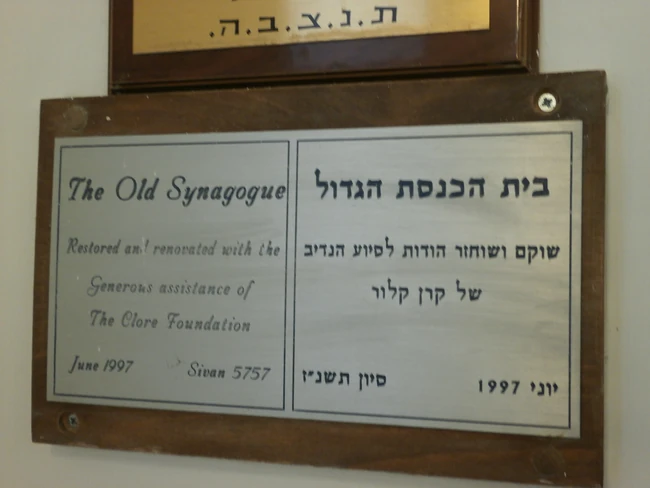 ת.נ.צ.ב.ה.
The Old Synagogue
Restored and renovated with the
Generous assistance of
The Clore Foundation
June 1997 Sivan 5757
בית הכנסת הגדול
שוקם ושוחזר הודות לסיוע הנדיב
של קרן קלור
יוני 1997 סיון תשנ״ז